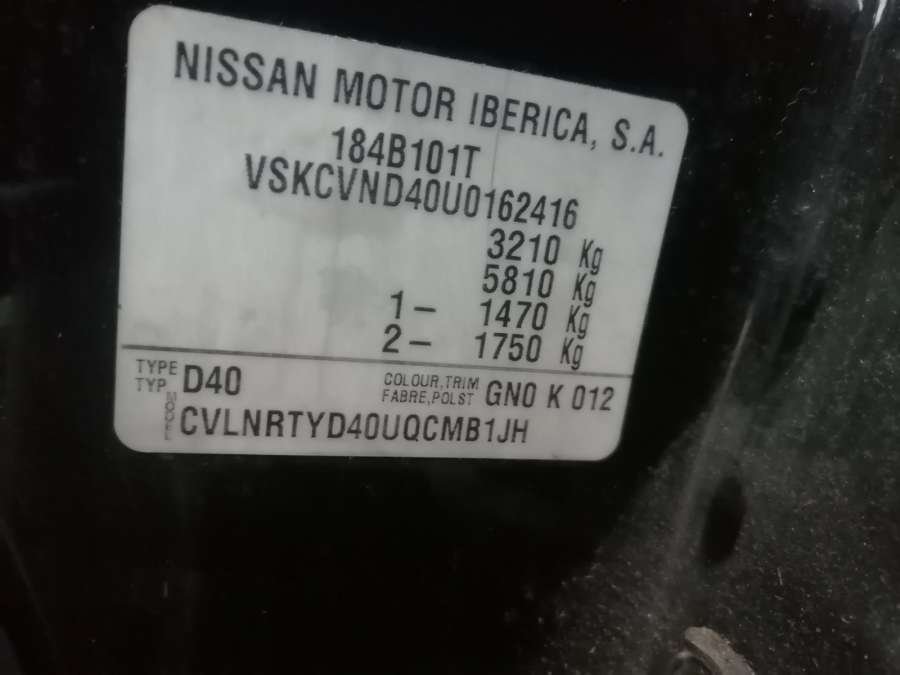 NISSAN MOTOR IBERICA, S.A.
184B101T
VSKCVND40U0162416
3210 Kg
5810 Kg
1- 1470 Kg
2- 1750 Kg
TYPE TYP. D40 COLOUR,TRIM FABRE,POLST GN0 K 012
MODEL CVLNRTYD40UQCMB1JH